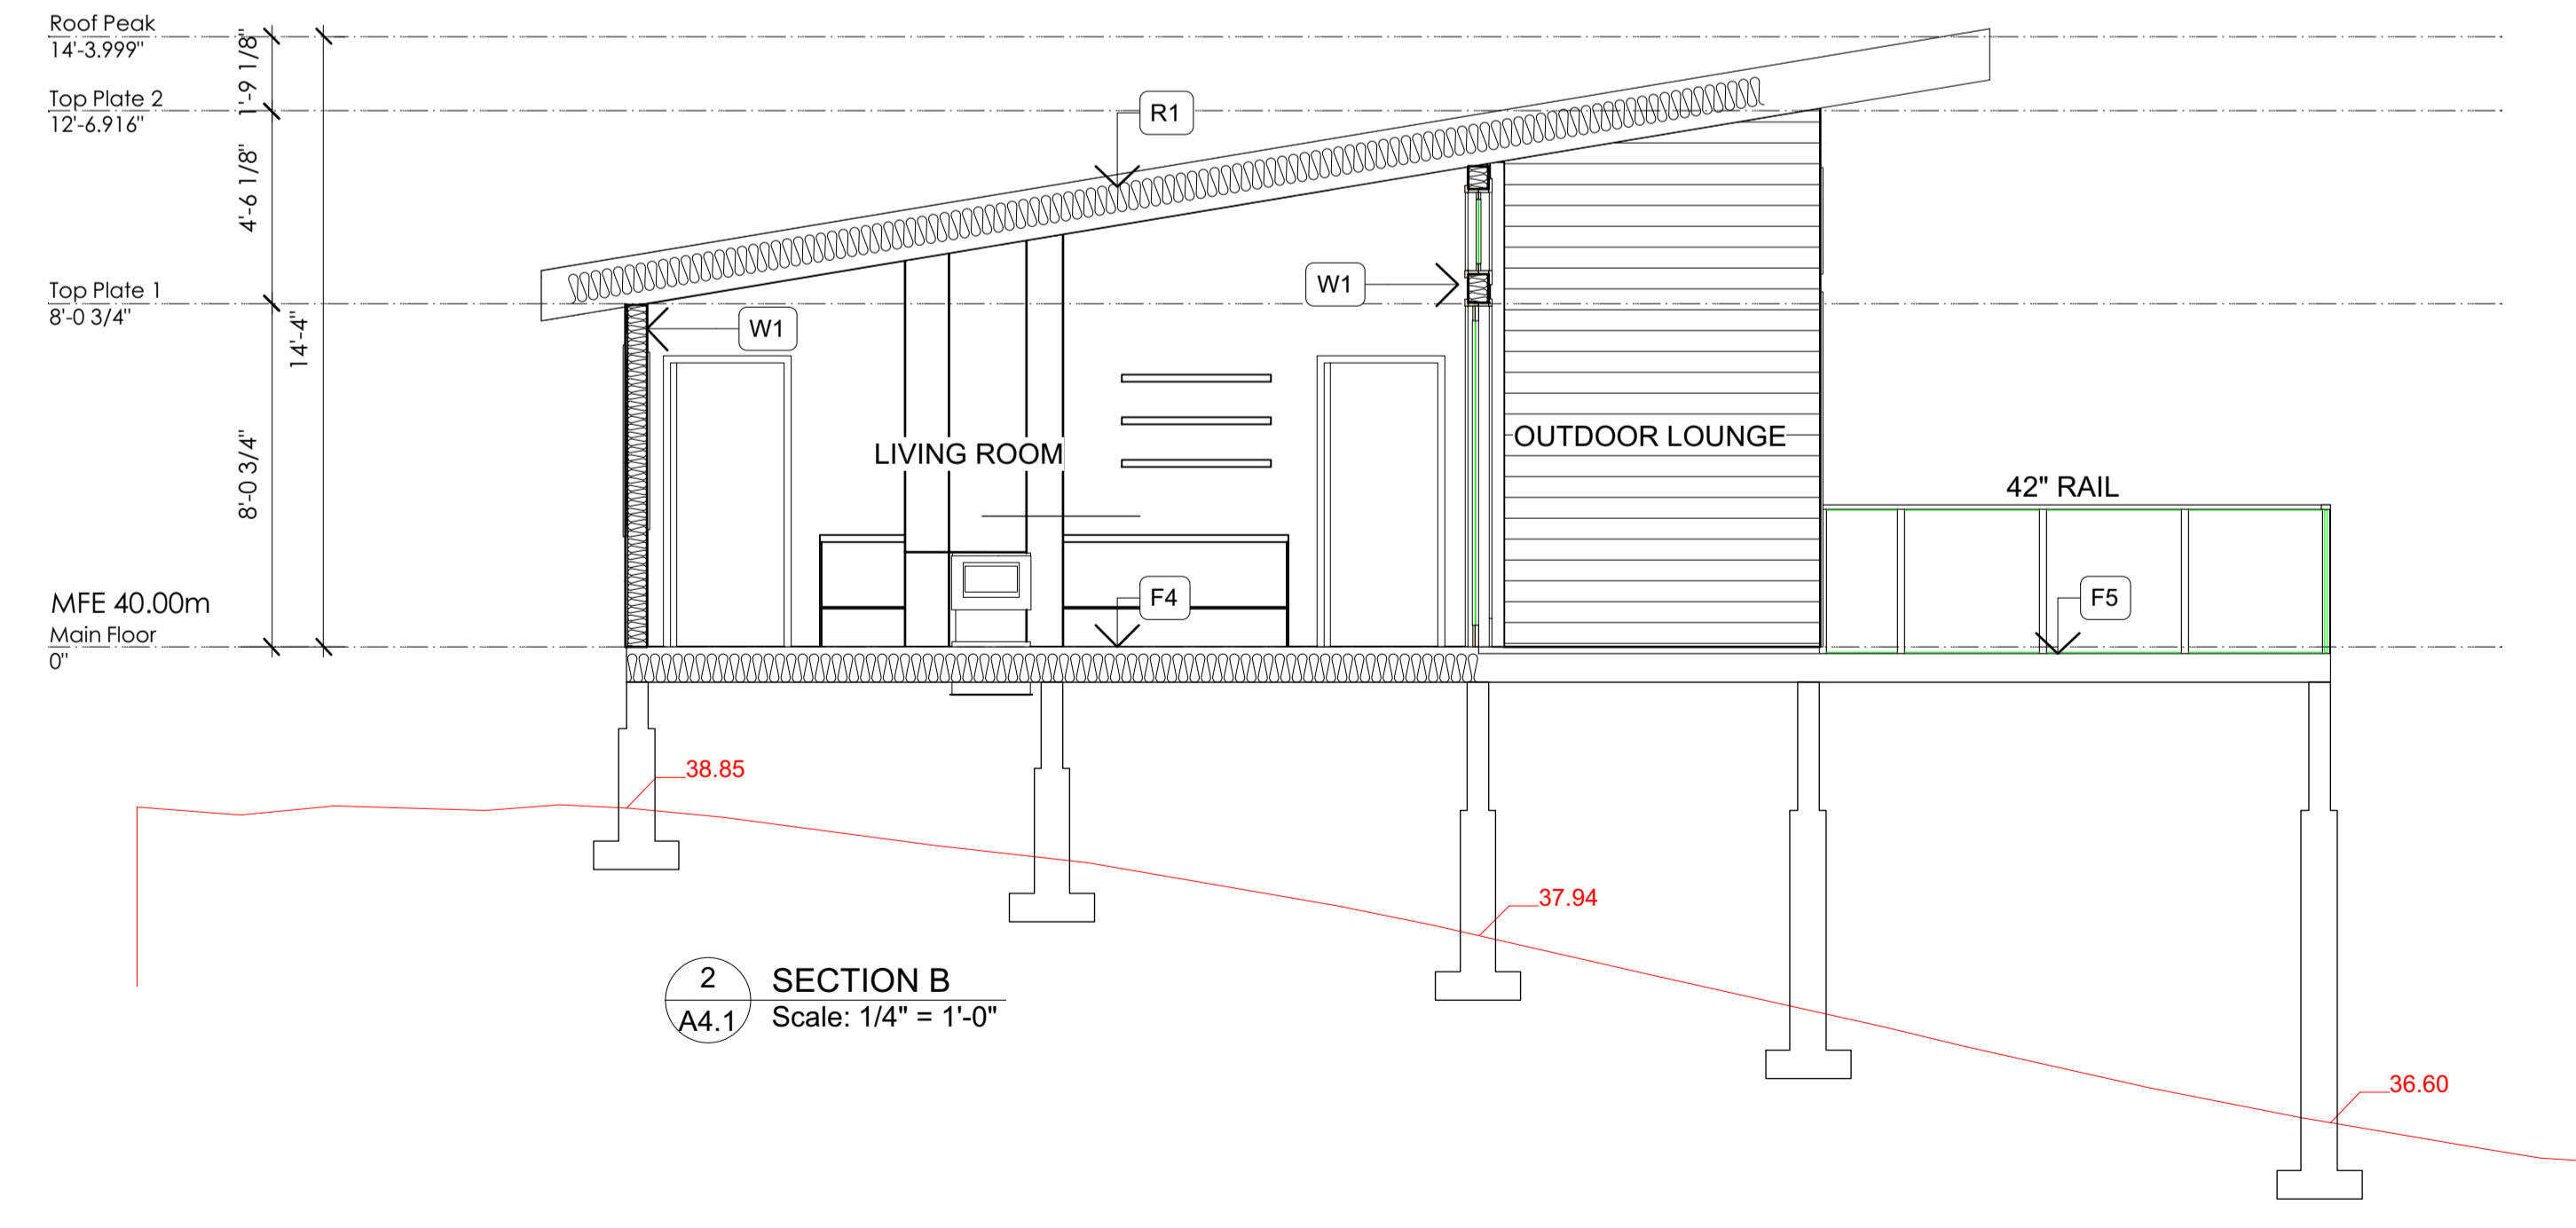 Roof Peak
14'-3.999"
1'-9 1/8"
Top Plate 2
12'-6.916"
R1
4'-6 1/8"
Top Plate 1
8'-0 3/4"
W1
W1
14'-4"
8'-0 3/4"
LIVING ROOM
OUTDOOR LOUNGE
42" RAIL
MFE 40.00m
Main Floor
0"
F4
F5
38.85
37.94
36.60
2
A4.1
SECTION B
Scale: 1/4" = 1'-0"